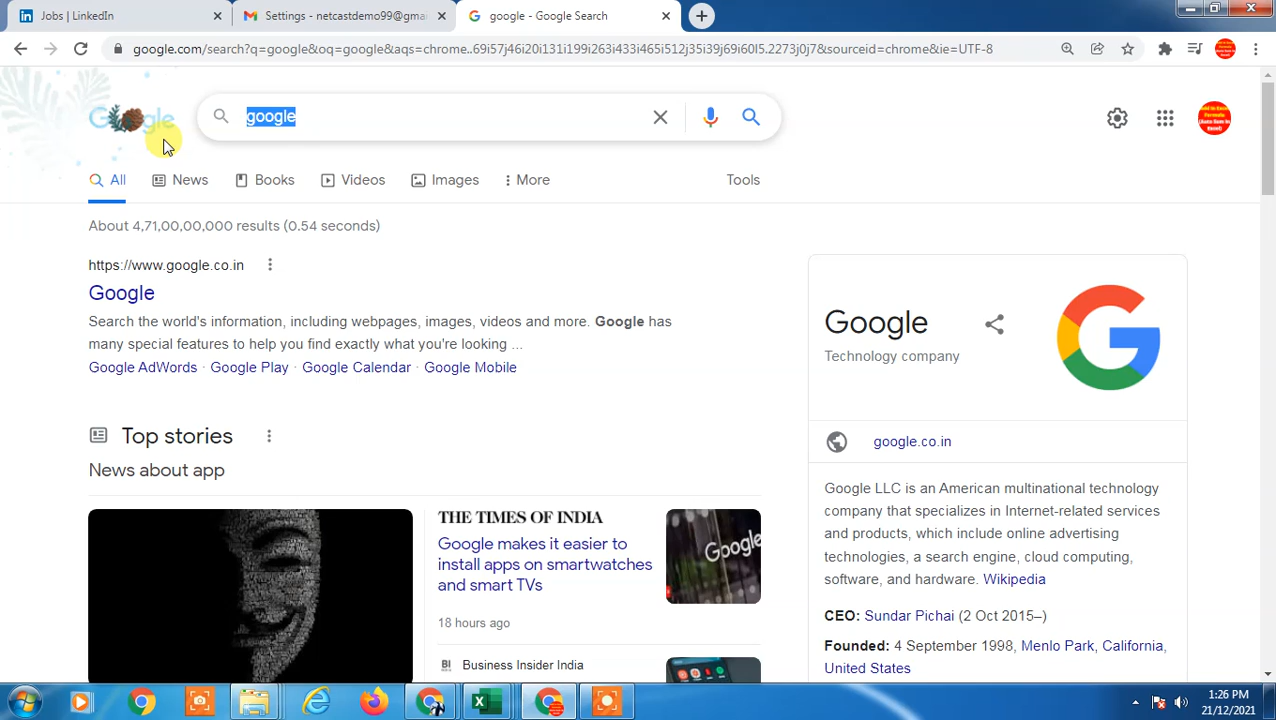 Jobs | LinkedIn
Settings - netcastdemo99@gmai
google - Google Search
google.com/search?q=google&oq=google&aqs=chrome..69i57j46i20i131i199i263i433i465i512j35i39j69i60l5.2273j0j7&sourceid=chrome&ie=UTF-8
Google
google
All
News
Books
Videos
Images
More
Tools
About 4,71,00,00,000 results (0.54 seconds)
https://www.google.co.in
Google
Search the world's information, including webpages, images, videos and more. Google has
many special features to help you find exactly what you're looking ...
Google AdWords · Google Play · Google Calendar · Google Mobile
Top stories
News about app
THE TIMES OF INDIA
Google makes it easier to
install apps on smartwatches
and smart TVs
18 hours ago
BI Business Insider India
Google
Google
Technology company
google.co.in
Google LLC is an American multinational technology
company that specializes in Internet-related services
and products, which include online advertising
technologies, a search engine, cloud computing,
software, and hardware. Wikipedia
CEO: Sundar Pichai (2 Oct 2015–)
Founded: 4 September 1998, Menlo Park, California,
United States
1:26 PM
21/12/2021